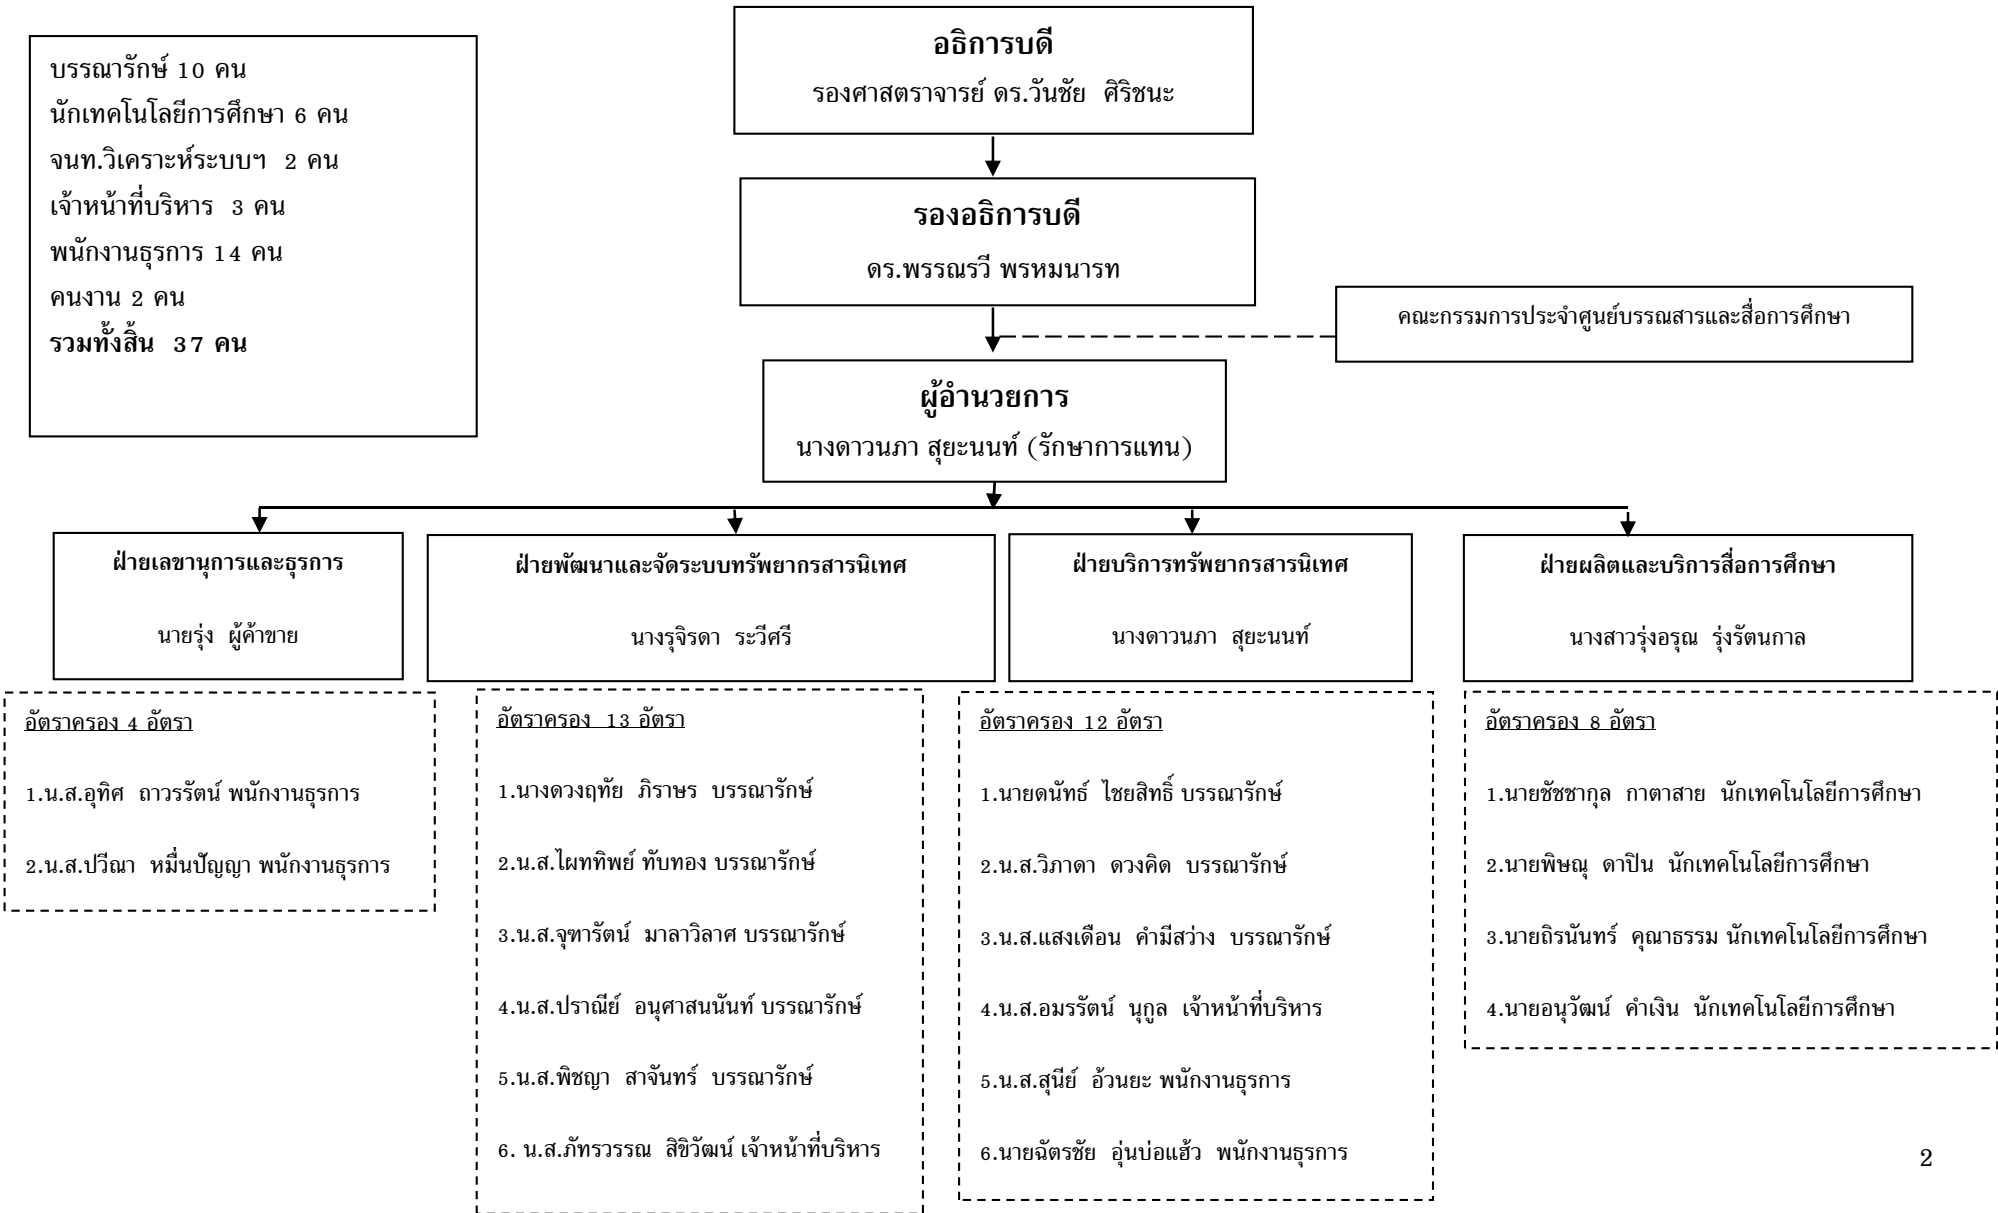 บรรณารักษ์ 10 คน
นักเทคโนโลยีการศึกษา 6 คน
จนท.วิเคราะห์ระบบฯ 2 คน
เจ้าหน้าที่บริหาร 3 คน
พนักงานธุรการ 14 คน
คนงาน 2 คน
รวมทั้งสิ้น 37 คน
อธิการบดี
รองศาสตราจารย์ ดร.วันชัย ศิริชนะ
รองอธิการบดี
ดร.พรรณรวี พรหมนารท
คณะกรรมการประจำศูนย์บรรณสารและสื่อการศึกษา
ผู้อำนวยการ
นางดาวนภา สุยะนนท์ (รักษาการแทน)
ฝ่ายเลขานุการและธุรการ
นายรุ่ง ผู้ค้าขาย
ฝ่ายพัฒนาและจัดระบบทรัพยากรสารนิเทศ
นางรุจิรดา ระวีศรี
ฝ่ายบริการทรัพยากรสารนิเทศ
นางดาวนภา สุยะนนท์
ฝ่ายผลิตและบริการสื่อการศึกษา
นางสาวรุ่งอรุณ รุ่งรัตนกาล
อัตราครอง 4 อัตรา
1.น.ส.อุทิศ ถาวรรัตน์ พนักงานธุรการ
2.น.ส.ปวีณา หมื่นปัญญา พนักงานธุรการ
อัตราครอง 13 อัตรา
1.นางดวงฤทัย ภิราษร บรรณารักษ์
2.น.ส.ไผททิพย์ ทับทอง บรรณารักษ์
3.น.ส.จุฑารัตน์ มาลาวิลาศ บรรณารักษ์
4.น.ส.ปราณีย์ อนุศาสนนันท์ บรรณารักษ์
5.น.ส.พิชญา สาจันทร์ บรรณารักษ์
6. น.ส.ภัทรวรรณ สิขิวัฒน์ เจ้าหน้าที่บริหาร
อัตราครอง 12 อัตรา
1.นายดนัทธ์ ไชยสิทธิ์ บรรณารักษ์
2.น.ส.วิภาดา ดวงคิด บรรณารักษ์
3.น.ส.แสงเดือน คำมีสว่าง บรรณารักษ์
4.น.ส.อมรรัตน์ นุกูล เจ้าหน้าที่บริหาร
5.น.ส.สุนีย์ อ้วนยะ พนักงานธุรการ
6.นายฉัตรชัย อุ่นบ่อแฮ้ว พนักงานธุรการ
อัตราครอง 8 อัตรา
1.นายชัชชากุล กาตาสาย นักเทคโนโลยีการศึกษา
2.นายพิษณุ ดาปิน นักเทคโนโลยีการศึกษา
3.นายถิรนันทร์ คุณาธรรม นักเทคโนโลยีการศึกษา
4.นายอนุวัฒน์ คำเงิน นักเทคโนโลยีการศึกษา
2